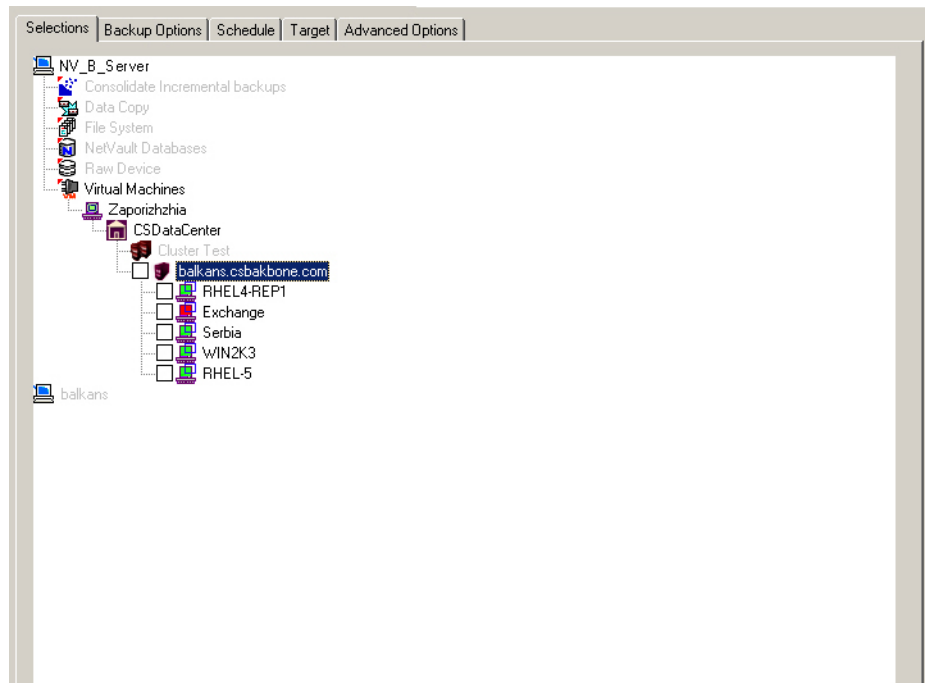 Selections Backup Options Schedule Target Advanced Options
NV_B_Server
Consolidate Incremental backups
Data Copy
File System
NetVault Databases
Raw Device
Virtual Machines
Zaporizhzhia
CSDataCenter
Cluster Test
balkans.csbakbone.com
RHEL4-REP1
Exchange
Serbia
WIN2K3
RHEL-5
balkans